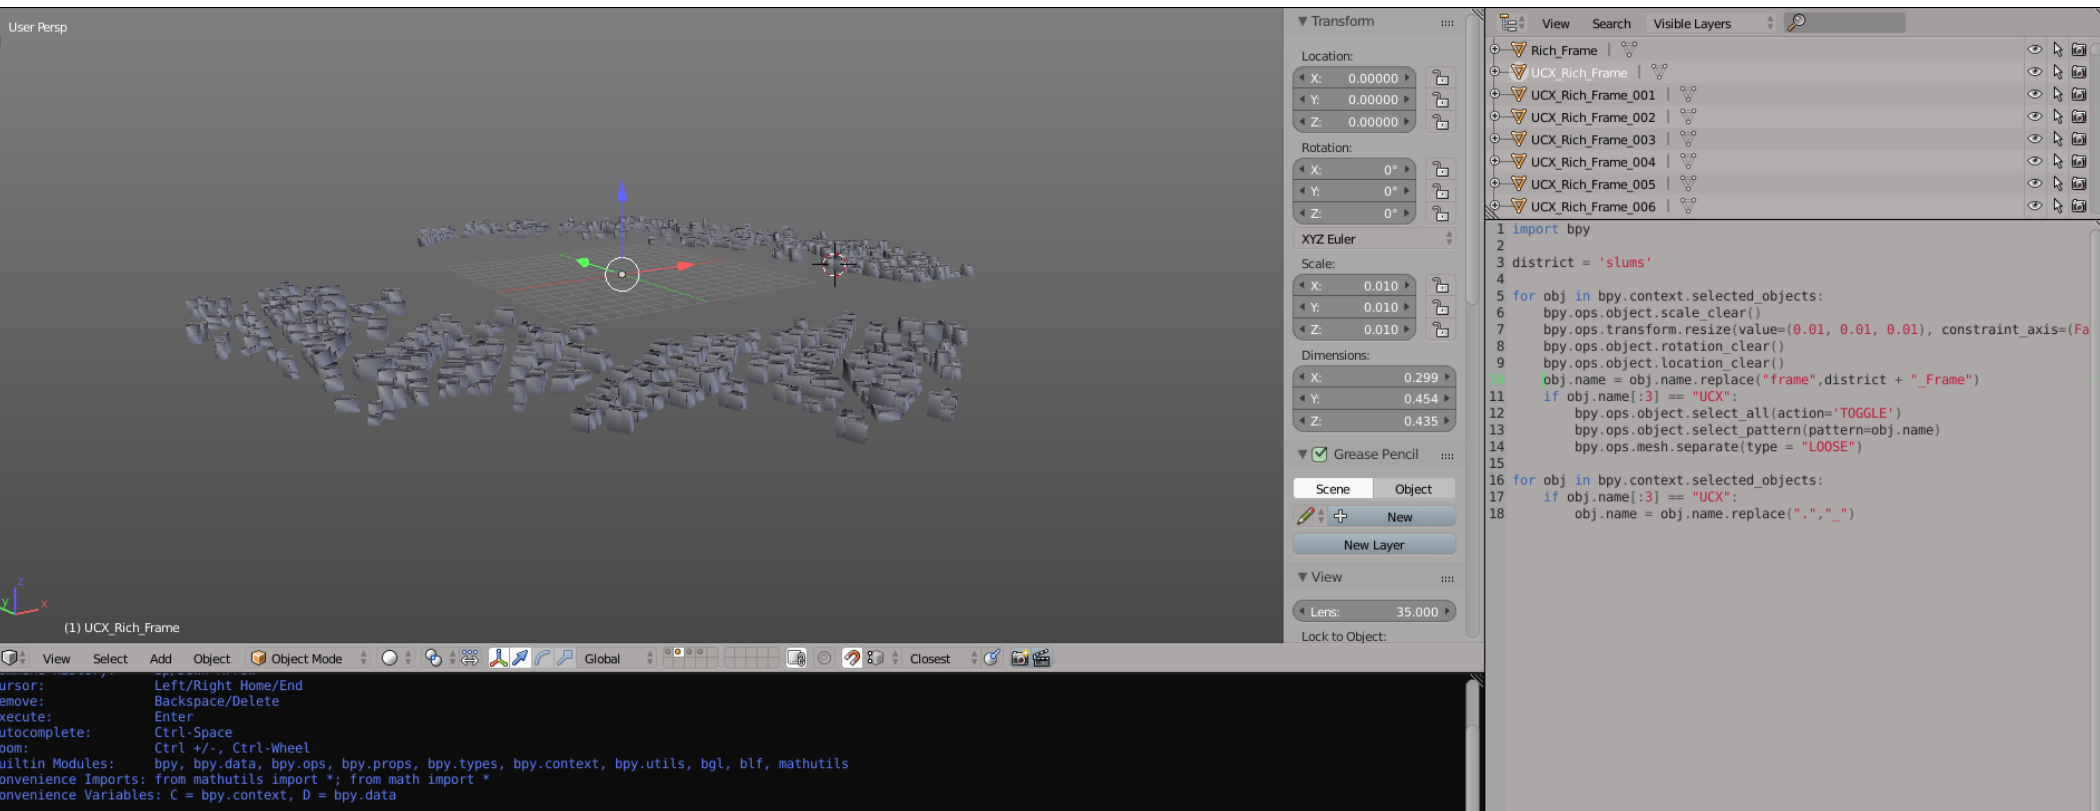 User Persp
(1) UCX_Rich_Frame
Transform
Location:
X: 0.00000
Y: 0.00000
Z: 0.00000
Rotation:
X: 0°
Y: 0°
Z: 0°
XYZ Euler
Scale:
X: 0.010
Y: 0.010
Z: 0.010
Dimensions:
X: 0.299
Y: 0.454
Z: 0.435
Grease Pencil
Scene Object
New
New Layer
View
Lens: 35.000
Lock to Object:
View Search Visible Layers
Rich_Frame
UCX_Rich_Frame
UCX_Rich_Frame_001
UCX_Rich_Frame_002
UCX_Rich_Frame_003
UCX_Rich_Frame_004
UCX_Rich_Frame_005
UCX_Rich_Frame_006
1 import bpy
2
3 district = 'slums'
4
5 for obj in bpy.context.selected_objects:
6 bpy.ops.object.scale_clear()
7 bpy.ops.transform.resize(value=(0.01, 0.01, 0.01), constraint_axis=(Fa
8 bpy.ops.object.rotation_clear()
9 bpy.ops.object.location_clear()
10 obj.name = obj.name.replace("frame",district + "_Frame")
11 if obj.name[:3] == "UCX":
12 bpy.ops.object.select_all(action='TOGGLE')
13 bpy.ops.object.select_pattern(pattern=obj.name)
14 bpy.ops.mesh.separate(type = "LOOSE")
15
16 for obj in bpy.context.selected_objects:
17 if obj.name[:3] == "UCX":
18 obj.name = obj.name.replace(".","_")
z
y
x
View Select Add Object Object Mode Global Closest
ursor: Left/Right Home/End
emove: Backspace/Delete
xecute: Enter
utocomplete: Ctrl-Space
oom: Ctrl +/-, Ctrl-Wheel
uiltin Modules: bpy, bpy.data, bpy.ops, bpy.props, bpy.types, bpy.context, bpy.utils, bgl, blf, mathutils
onvenience Imports: from mathutils import *; from math import *
onvenience Variables: C = bpy.context, D = bpy.data